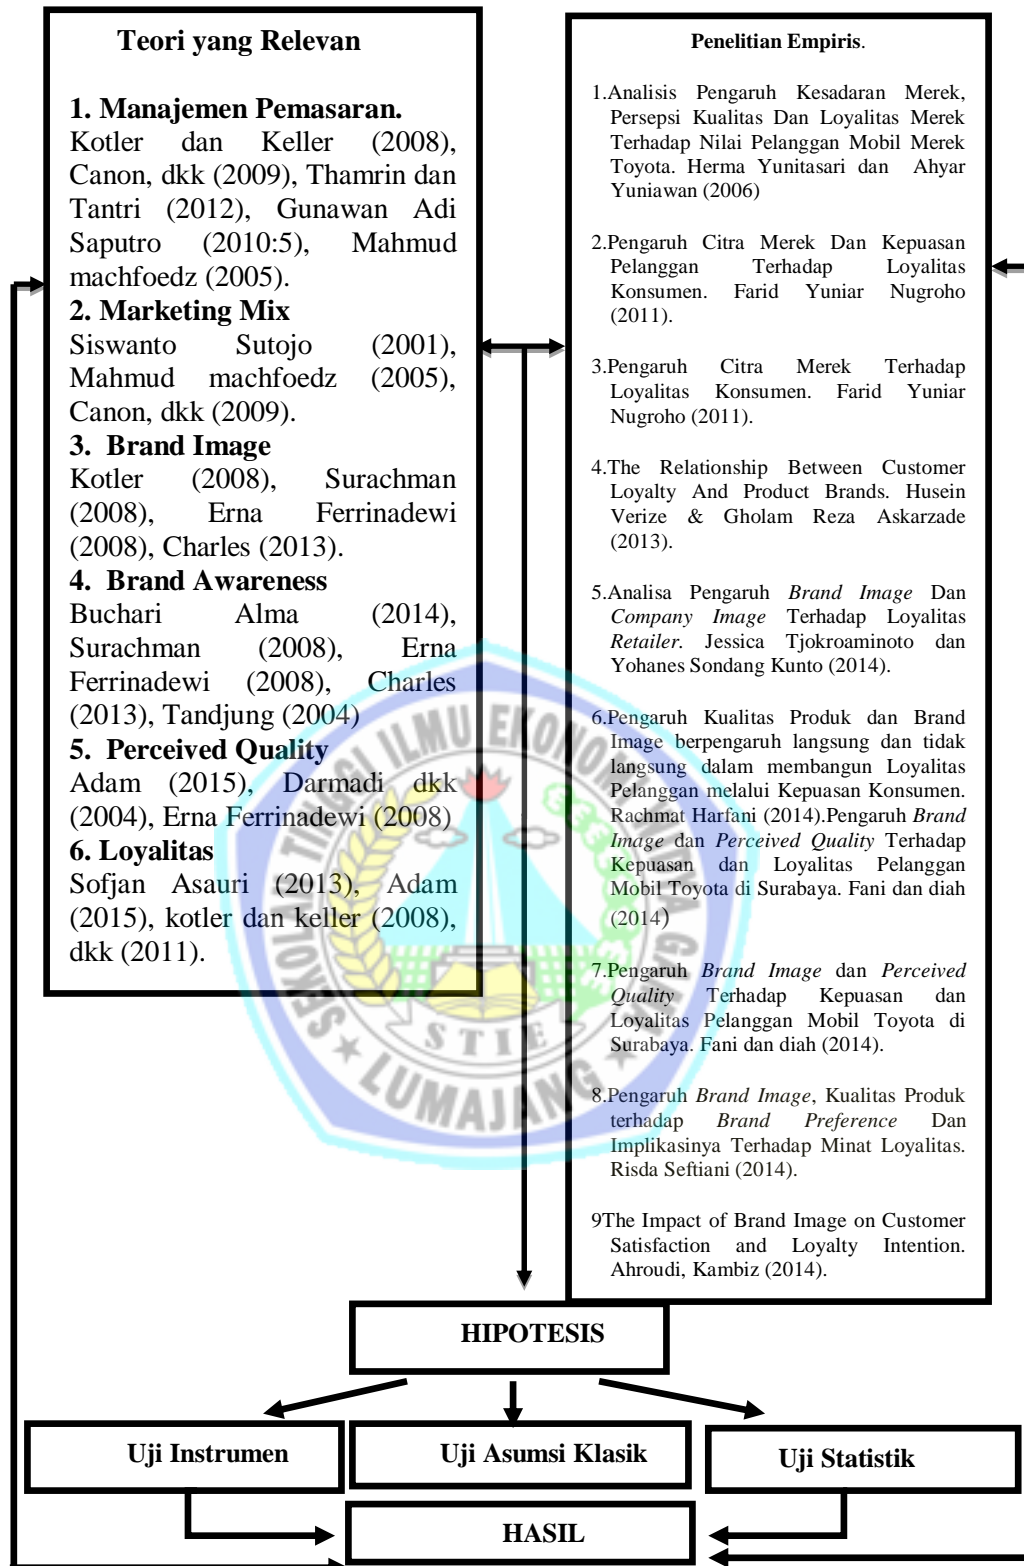 Teori yang Relevan
1. Manajemen Pemasaran.
Kotler dan Keller (2008),
Canon, dkk (2009), Thamrin dan
Tantri (2012), Gunawan Adi
Saputro (2010:5), Mahmud
machfoedz (2005).
2. Marketing Mix
Siswanto Sutojo (2001),
Mahmud machfoedz (2005),
Canon, dkk (2009).
3. Brand Image
Kotler (2008), Surachman
(2008), Erna Ferrinadewi
(2008), Charles (2013).
4. Brand Awareness
Buchari Alma (2014),
Surachman (2008), Erna
Ferrinadewi (2008), Charles
(2013), Tandjung (2004)
5. Perceived Quality
Adam (2015), Darmadi dkk
(2004), Erna Ferrinadewi (2008)
6. Loyalitas
Sofjan Asauri (2013), Adam
(2015), kotler dan keller (2008),
dkk (2011).
Penelitian Empiris.
1.Analisis Pengaruh Kesadaran Merek,
Persepsi Kualitas Dan Loyalitas Merek
Terhadap Nilai Pelanggan Mobil Merek
Toyota. Herma Yunitasari dan Ahyar
Yuniawan (2006)
2.Pengaruh Citra Merek Dan Kepuasan
Pelanggan Terhadap Loyalitas
Konsumen. Farid Yuniar Nugroho
(2011).
3.Pengaruh Citra Merek Terhadap
Loyalitas Konsumen. Farid Yuniar
Nugroho (2011).
4.The Relationship Between Customer
Loyalty And Product Brands. Husein
Verize & Gholam Reza Askarzade
(2013).
5.Analisa Pengaruh Brand Image Dan
Company Image Terhadap Loyalitas
Retailer. Jessica Tjokroaminoto dan
Yohanes Sondang Kunto (2014).
6.Pengaruh Kualitas Produk dan Brand
Image berpengaruh langsung dan tidak
langsung dalam membangun Loyalitas
Pelanggan melalui Kepuasan Konsumen.
Rachmat Harfani (2014).Pengaruh Brand
Image dan Perceived Quality Terhadap
Kepuasan dan Loyalitas Pelanggan
Mobil Toyota di Surabaya. Fani dan diah
(2014)
7.Pengaruh Brand Image dan Perceived
Quality Terhadap Kepuasan dan
Loyalitas Pelanggan Mobil Toyota di
Surabaya. Fani dan diah (2014).
8.Pengaruh Brand Image, Kualitas Produk
terhadap Brand Preference Dan
Implikasinya Terhadap Minat Loyalitas.
Risda Seftiani (2014).
9The Impact of Brand Image on Customer
Satisfaction and Loyalty Intention.
Ahroudi, Kambiz (2014).
SEKOLAH TINGGI ILMU EKONOMI WIDYA GAMA
STIE
LUMAJANG
HIPOTESIS
Uji Instrumen
Uji Asumsi Klasik
Uji Statistik
HASIL